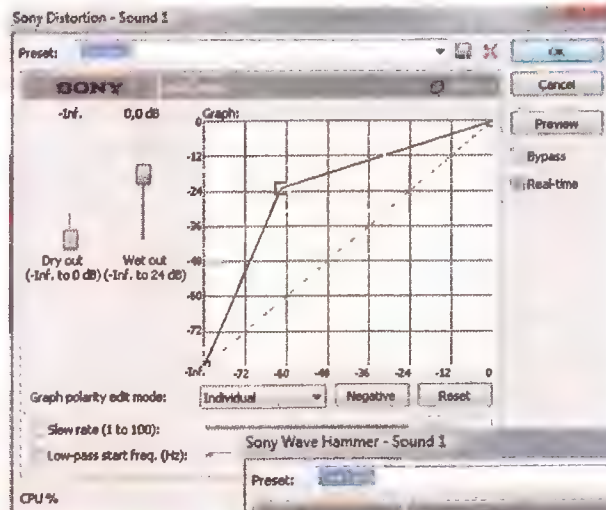 Sony Distortion - Sound 1
Preset:
OK
SONY
Cancel
-Inf. 0,0 dB
Graph:
Preview
Bypass
Real-time
Dry out Wet out
(-Inf. to 0 dB) (-Inf. to 24 dB)
0
-12
-24
-36
-48
-60
-72
-Inf.
-72 -60 -48 -36 -24 -12 0
Graph polarity edit mode:
Individual
Negative
Reset
Slew rate (1 to 100):
Low-pass start freq. (Hz):
Sony Wave Hammer - Sound 1
Preset:
CPU %